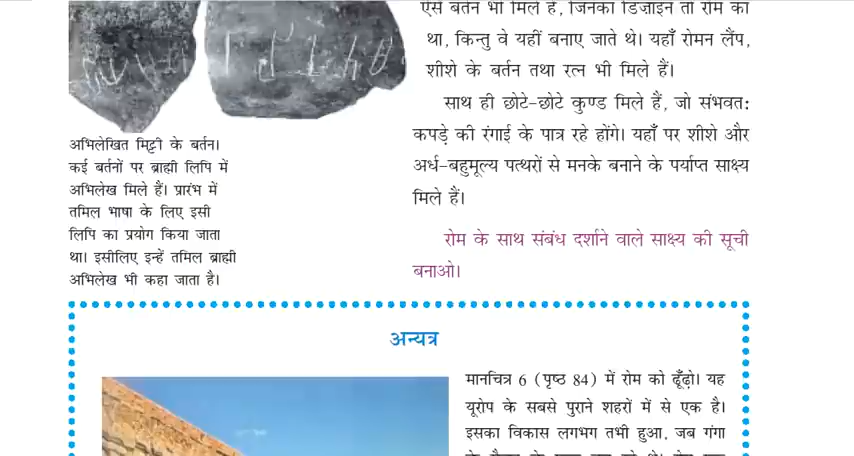 अभिलेखित मिट्टी के बर्तन।
कई बर्तनों पर ब्राह्मी लिपि में
अभिलेख मिले हैं। प्रारंभ में
तमिल भाषा के लिए इसी
लिपि का प्रयोग किया जाता
था। इसीलिए इन्हें तमिल ब्राह्मी
अभिलेख भी कहा जाता है।
ऐसे बर्तन भी मिले हैं, जिनका डिज़ाइन तो रोम का
था, किन्तु वे यहीं बनाए जाते थे। यहाँ रोमन लैंप,
शीशे के बर्तन तथा रत्न भी मिले हैं।
साथ ही छोटे-छोटे कुण्ड मिले हैं, जो संभवत:
कपड़े की रंगाई के पात्र रहे होंगे। यहाँ पर शीशे और
अर्ध-बहुमूल्य पत्थरों से मनके बनाने के पर्याप्त साक्ष्य
मिले हैं।
रोम के साथ संबंध दर्शाने वाले साक्ष्य की सूची
बनाओ।
अन्यत्र
मानचित्र 6 (पृष्ठ 84) में रोम को ढूँढ़ो। यह
यूरोप के सबसे पुराने शहरों में से एक है।
इसका विकास लगभग तभी हुआ, जब गंगा